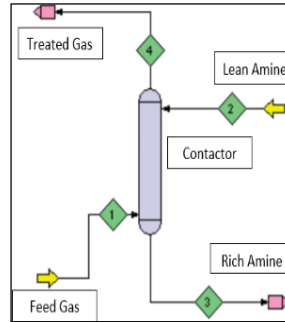 Treated Gas
4
Lean Amine
2
Contactor
1
Rich Amine
Feed Gas
3